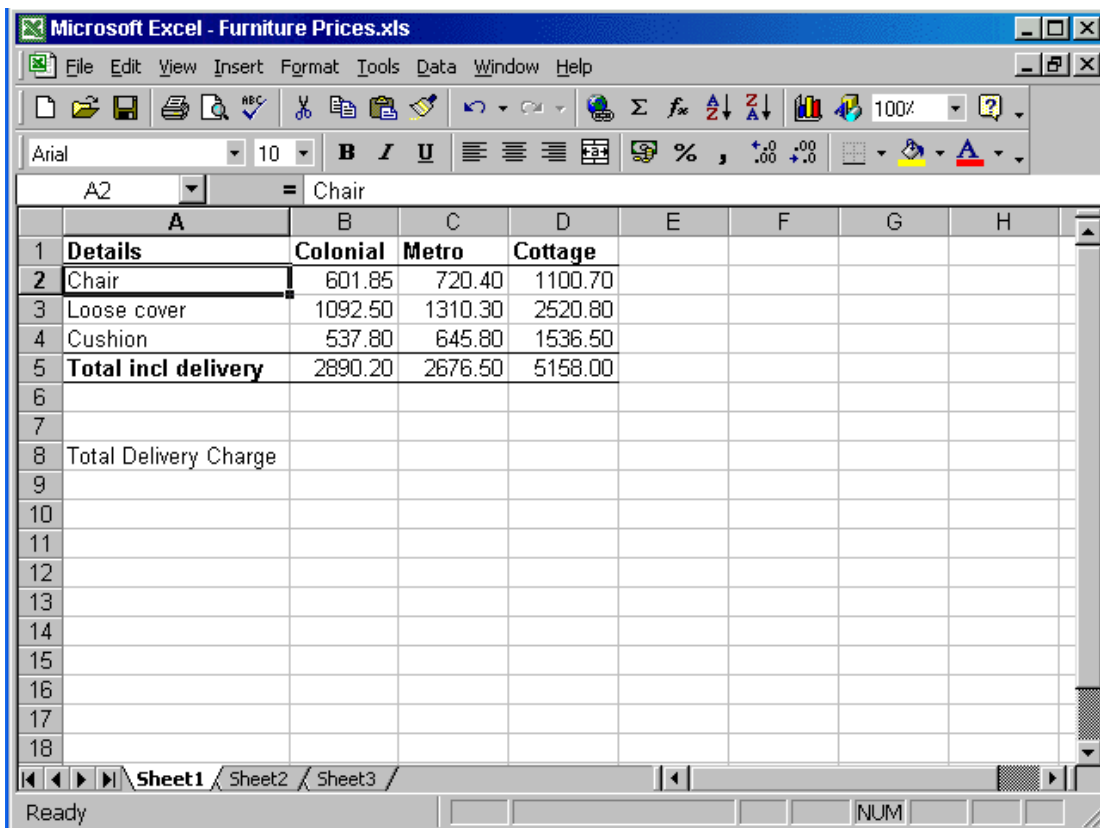 Microsoft Excel - Furniture Prices.xls
File Edit View Insert Format Tools Data Window Help
ABC Σ fx A Z Z A 100% ?
Arial 10 B I U % , .00 .00 A
A2 = Chair
A B C D E F G H
1 Details Colonial Metro Cottage
2 Chair 601.85 720.40 1100.70
3 Loose cover 1092.50 1310.30 2520.80
4 Cushion 537.80 645.80 1536.50
5 Total incl delivery 2890.20 2676.50 5158.00
6
7
8 Total Delivery Charge
9
10
11
12
13
14
15
16
17
18
Sheet1 Sheet2 Sheet3
Ready NUM